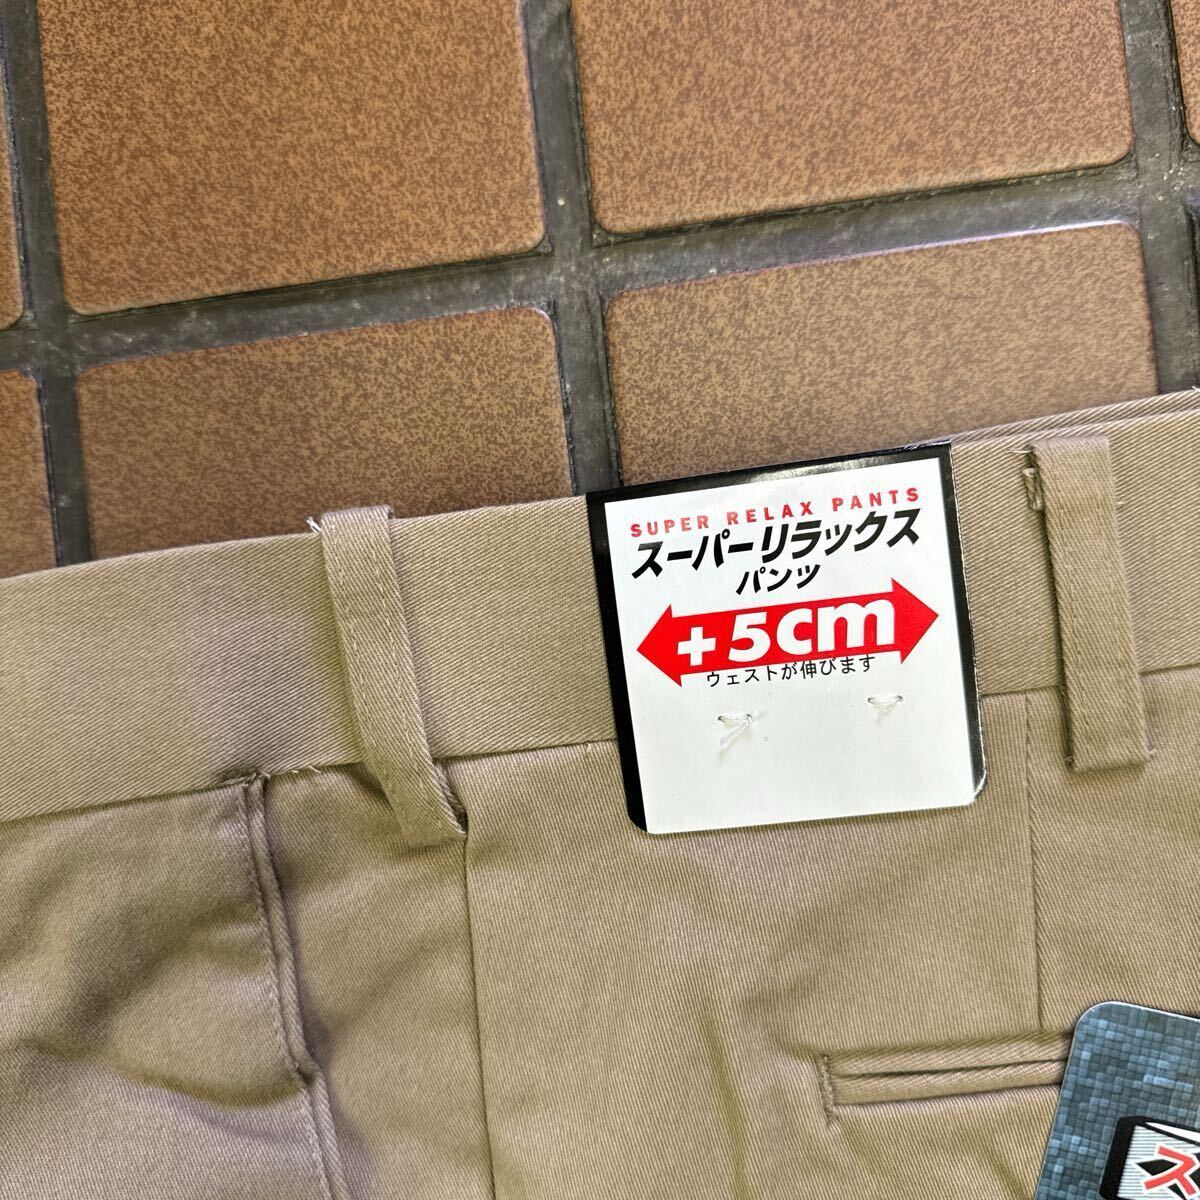 SUPER RELAX PANTS
スーパーリラックス
パンツ
+5cm
ウェストが伸びます
ス